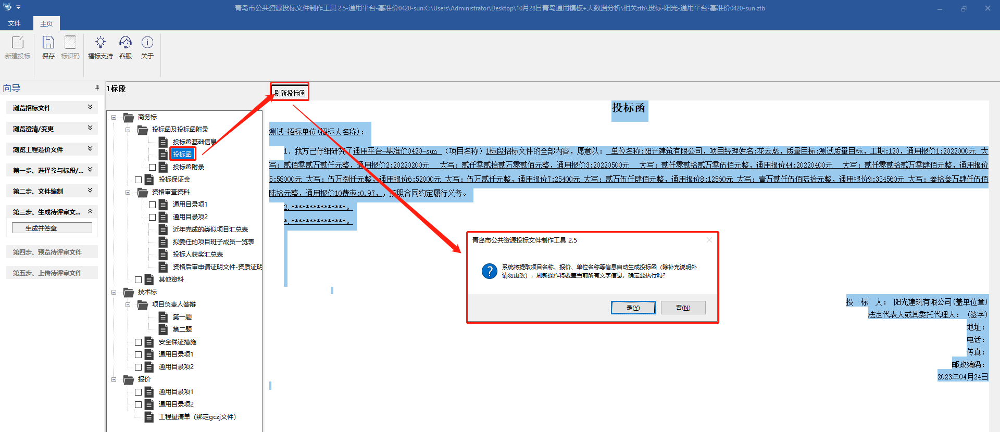 青岛市公共资源投标文件制作工具 2.5-通用平台-基准价0420-sun:C:\Users\Administrator\Desktop\10月28日青岛通用模板+大数据分析\相关ztb\投标-阳光-通用平台-基准价0420-sun.ztb
文件 主页
新建投标 保存 标识码 福标支持 客服 关于
向导
浏览招标文件
浏览澄清/变更
浏览工程造价文件
第一步、选择参与标段/...
第二步、文件编制
第三步、生成待评审文...
生成并签章
第四步、预览待评审文件
第五步、上传待评审文件
1标段
商务标
投标函及投标函附录
投标函基础信息
投标函
投标函附录
投标保证金
资格审查资料
通用目录项1
通用目录项2
近年完成的类似项目汇总表
拟委任的项目班子成员一览表
投标人获奖汇总表
资格后审申请证明文件-资质证明
其他资料
技术标
项目负责人答辩
第一题
第二题
安全保证措施
通用目录项1
通用目录项2
报价
通用目录项1
通用目录项2
工程量清单（绑定gczj文件）
刷新投标函
投标函
测试-招标单位(招标人名称)：
1. 我方己仔细研究了通用平台-基准价0420-sun （项目名称）1标段招标文件的全部内容，愿意以： 单位名称:阳光建筑有限公司，项目经理姓名:花云彪，质量目标:测试质量目标，工期:120，通用报价1:2022000元 大
写：贰佰零贰万贰仟元整，通用报价2:20220200元 大写：贰仟零贰拾贰万零贰佰元整，通用报价3:20220500元 大写：贰仟零贰拾贰万零伍佰元整，通用报价44:20220400元 大写：贰仟零贰拾贰万零肆佰元整，通用报价
5:58000元 大写：伍万捌仟元整，通用报价6:52000元 大写：伍万贰仟元整，通用报价7:25400元 大写：贰万伍仟肆佰元整，通用报价8:12560元 大写：壹万贰仟伍佰陆拾元整，通用报价9:334560元 大写：叁拾叁万肆仟伍佰
陆拾元整，通用报价10费率:0.97，，按照合同约定履行义务。
2.***************。
*.***************。
投 标 人： 阳光建筑有限公司(盖单位章)
法定代表人或其委托代理人： (签字)
地址：
电话：
传真：
邮政编码：
2023年04月24日
青岛市公共资源投标文件制作工具 2.5
系统将提取项目名称、报价、单位名称等信息自动生成投标函（除补充说明外
请勿更改），刷新操作将覆盖当前所有文字信息，确定要执行吗?
是(Y) 否(N)